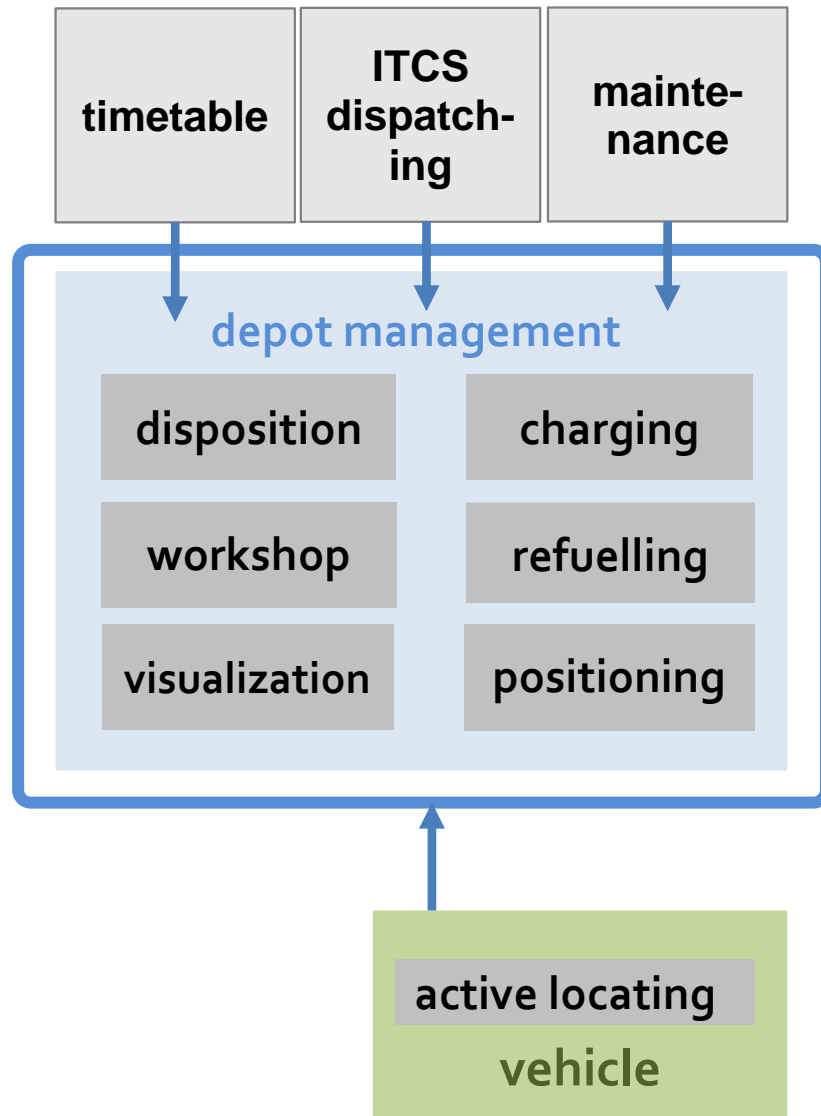 timetable
ITCS
dispatch-
ing
mainte-
nance
depot management
disposition
charging
workshop
refuelling
visualization
positioning
active locating
vehicle